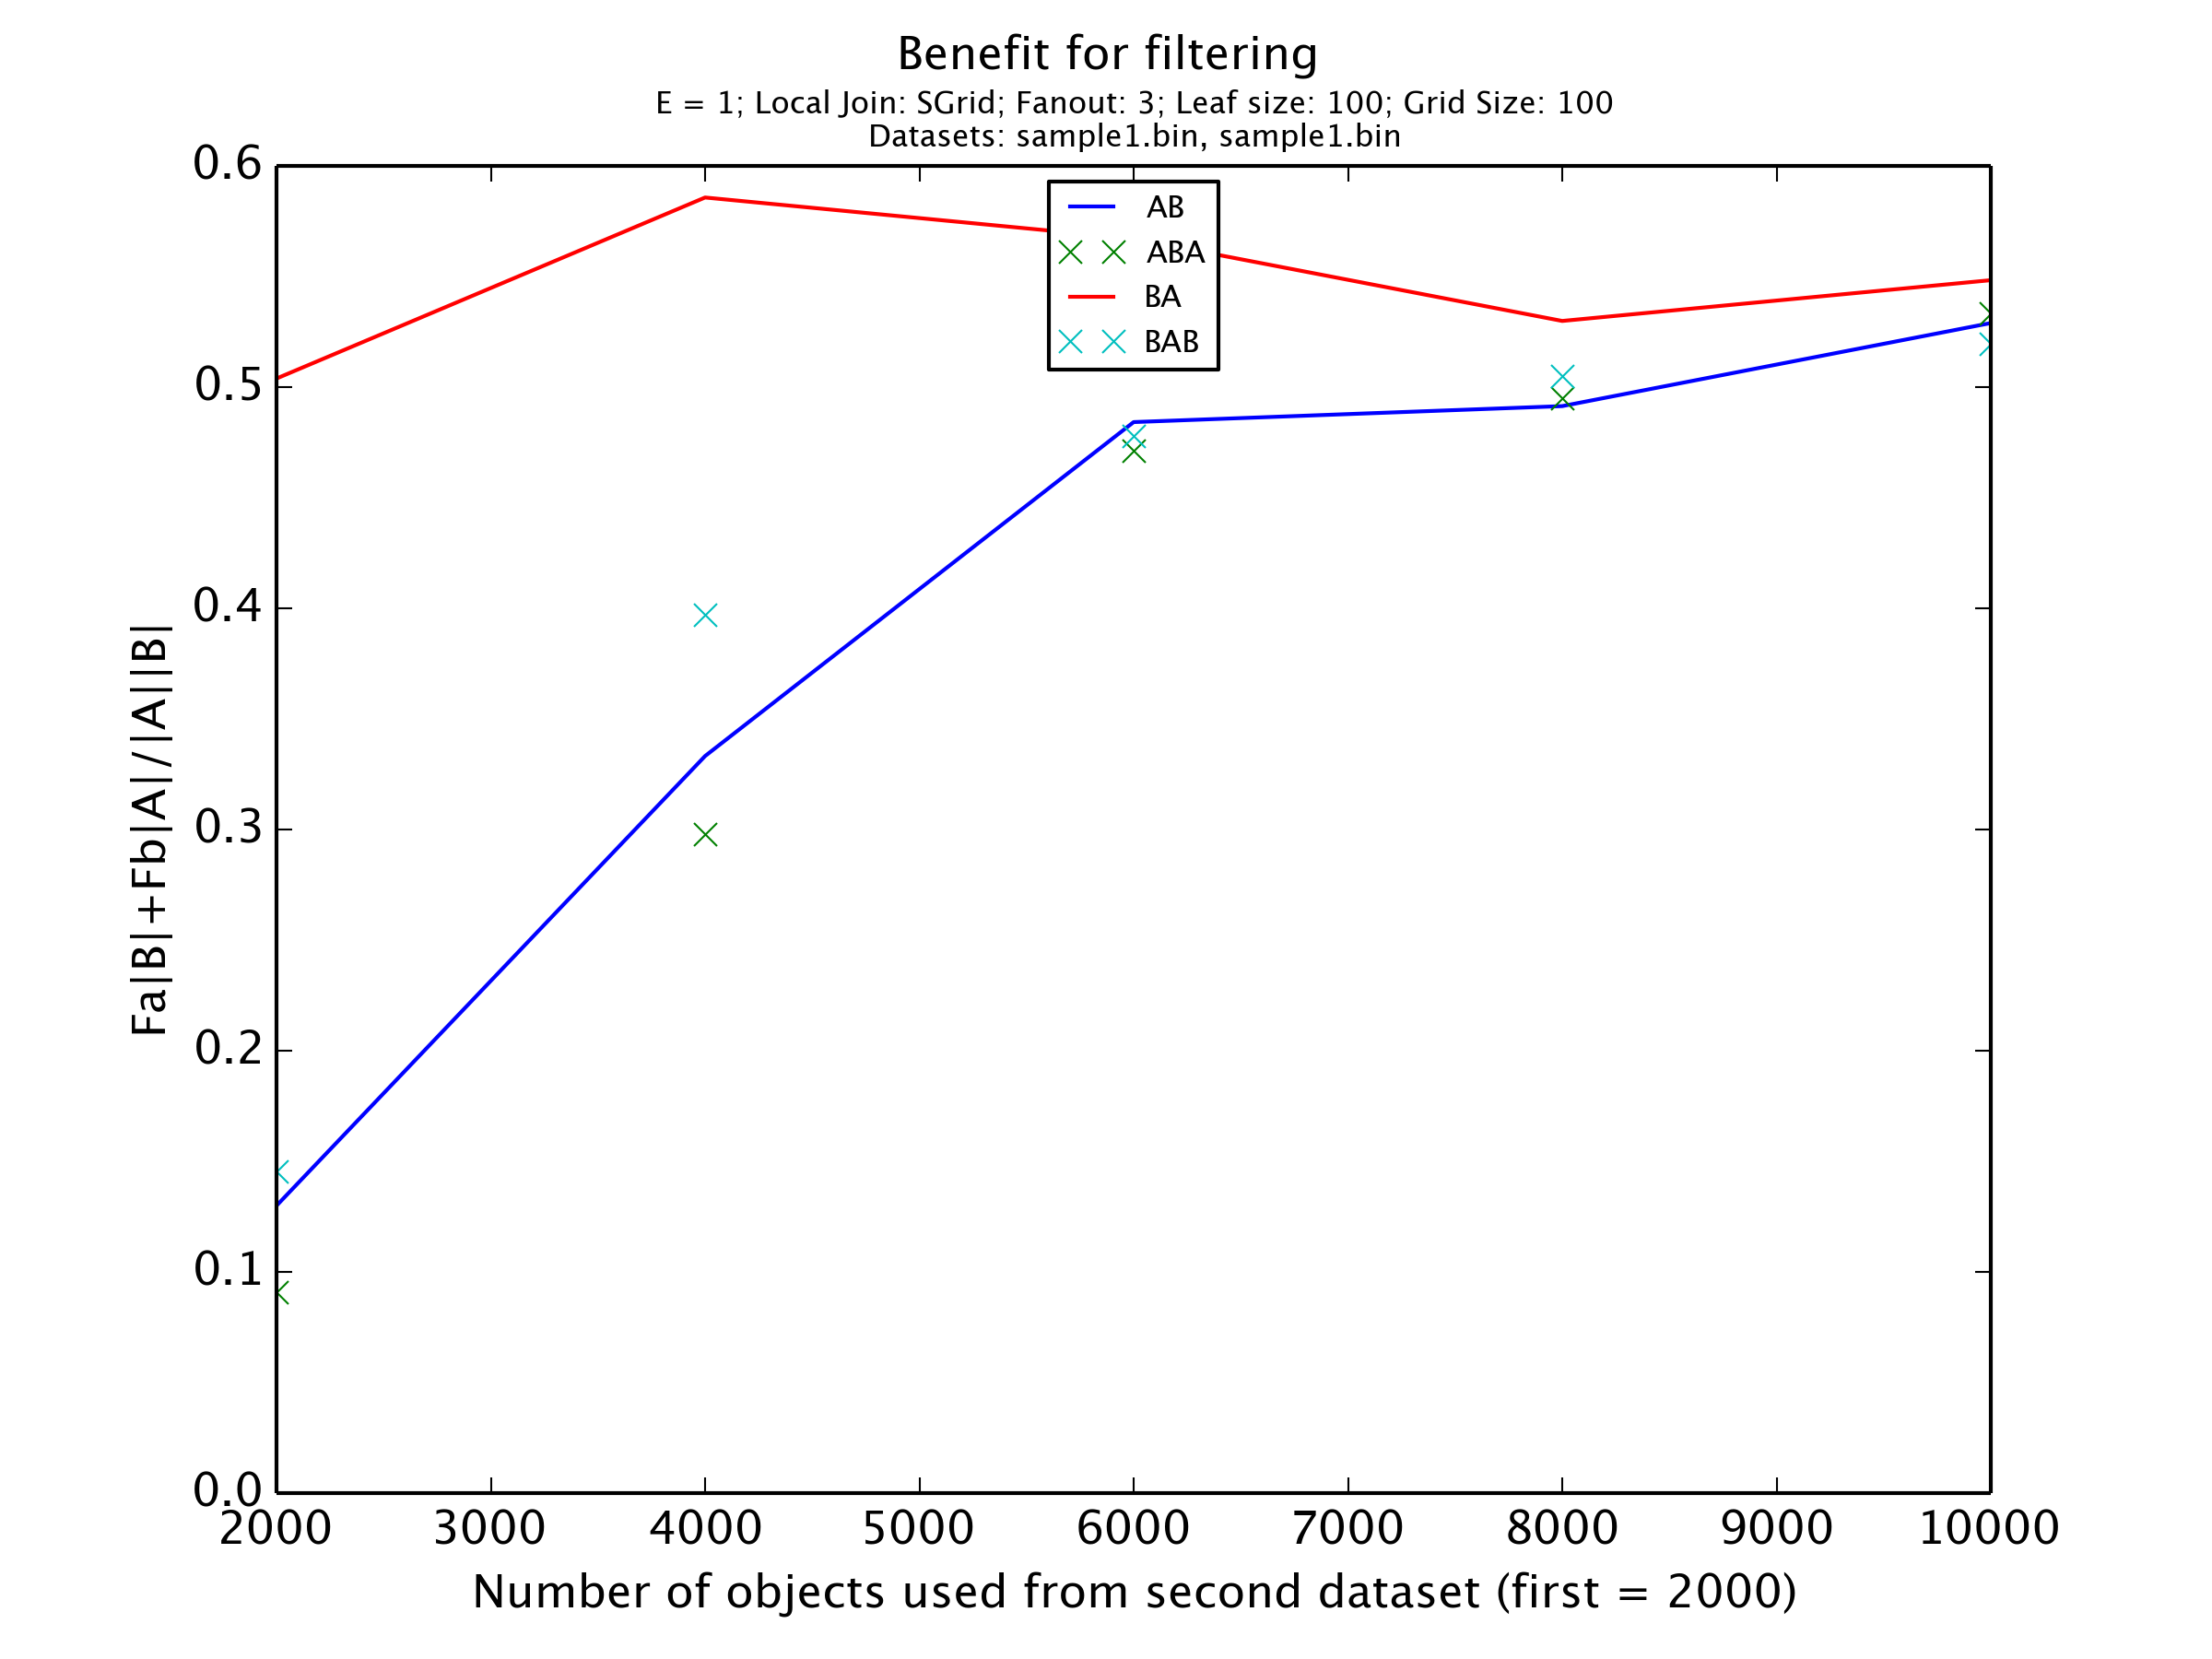 Benefit for filtering
E = 1; Local Join: SGrid; Fanout: 3; Leaf size: 100; Grid Size: 100
Datasets: sample1.bin, sample1.bin
AB
ABA
BA
BAB
Fa|B|+Fb|A|/|A||B|
0.6
0.5
0.4
0.3
0.2
0.1
0.0
2000 3000 4000 5000 6000 7000 8000 9000 10000
Number of objects used from second dataset (first = 2000)